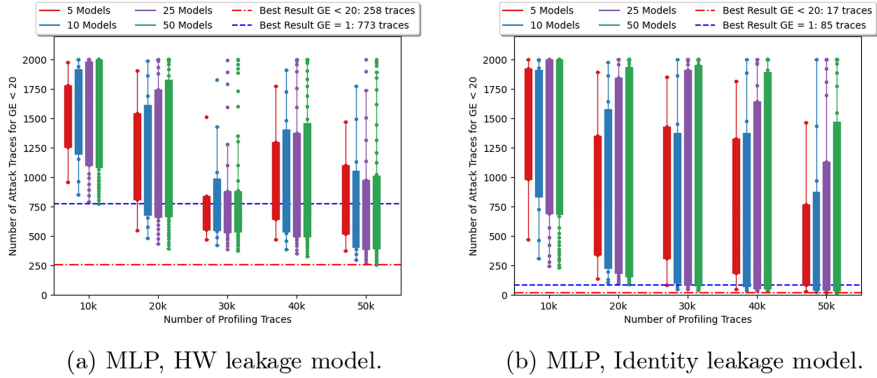 5 Models
25 Models
Best Result GE < 20: 258 traces
10 Models
50 Models
Best Result GE = 1: 773 traces
Number of Attack Traces for GE < 20
2000
1750
1500
1250
1000
750
500
250
0
10k
20k
30k
40k
50k
Number of Profiling Traces
(a) MLP, HW leakage model.
5 Models
25 Models
Best Result GE < 20: 17 traces
10 Models
50 Models
Best Result GE = 1: 85 traces
Number of Attack Traces for GE < 20
2000
1750
1500
1250
1000
750
500
250
0
10k
20k
30k
40k
50k
Number of Profiling Traces
(b) MLP, Identity leakage model.